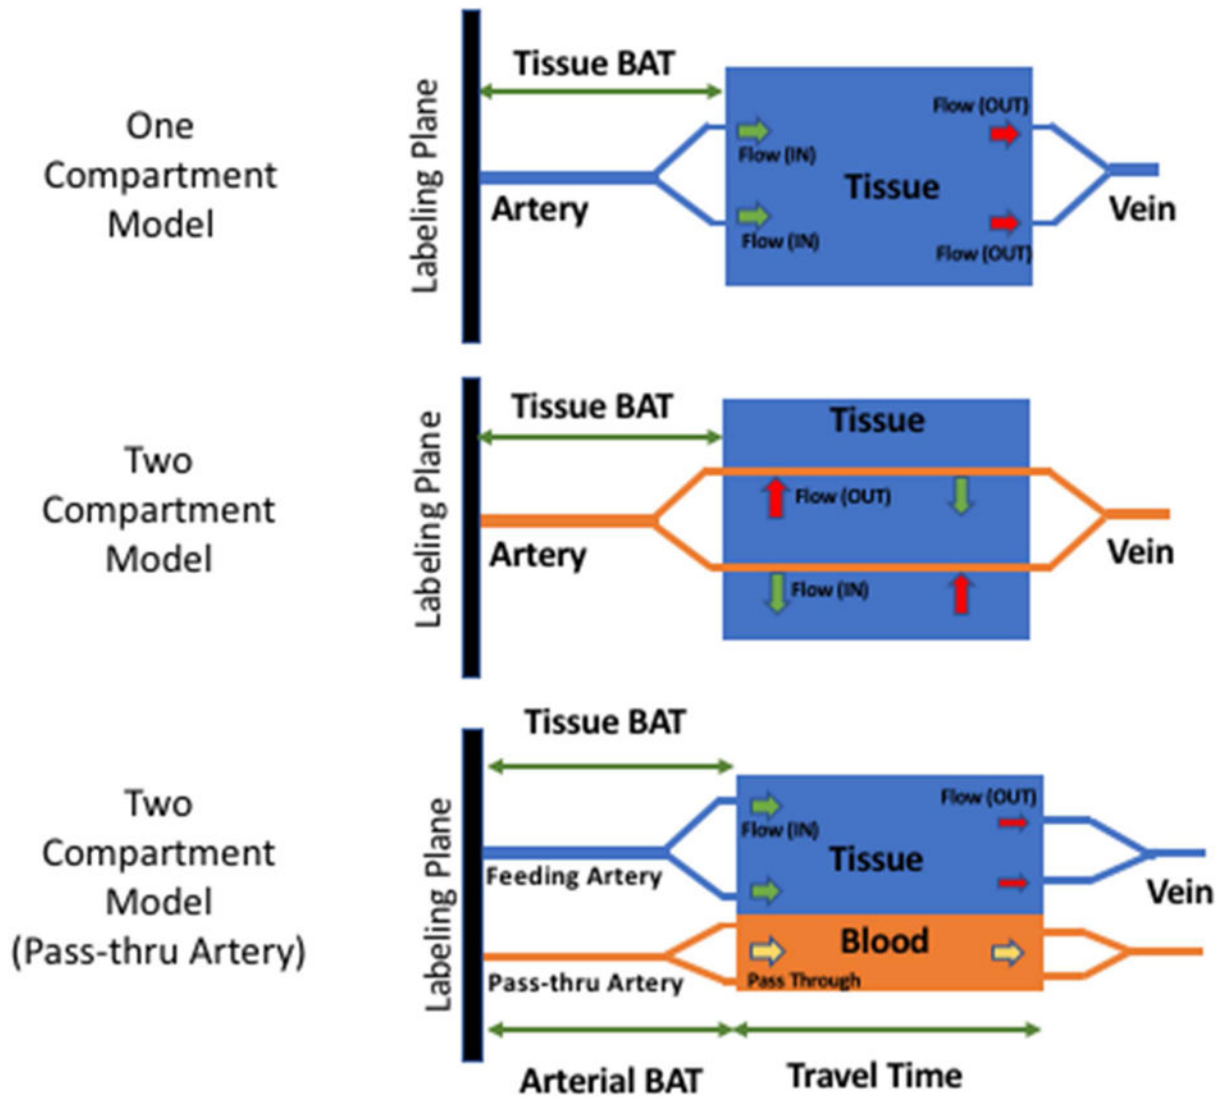 One
Compartment
Model
Labeling Plane
Tissue BAT
Artery
Flow (IN)
Flow (IN)
Tissue
Flow (OUT)
Flow (OUT)
Vein
Two
Compartment
Model
Labeling Plane
Tissue BAT
Artery
Tissue
Flow (OUT)
Flow (IN)
Vein
Two
Compartment
Model
(Pass-thru Artery)
Labeling Plane
Tissue BAT
Feeding Artery
Pass-thru Artery
Flow (IN)
Flow (OUT)
Tissue
Vein
Blood
Pass Through
Arterial BAT
Travel Time